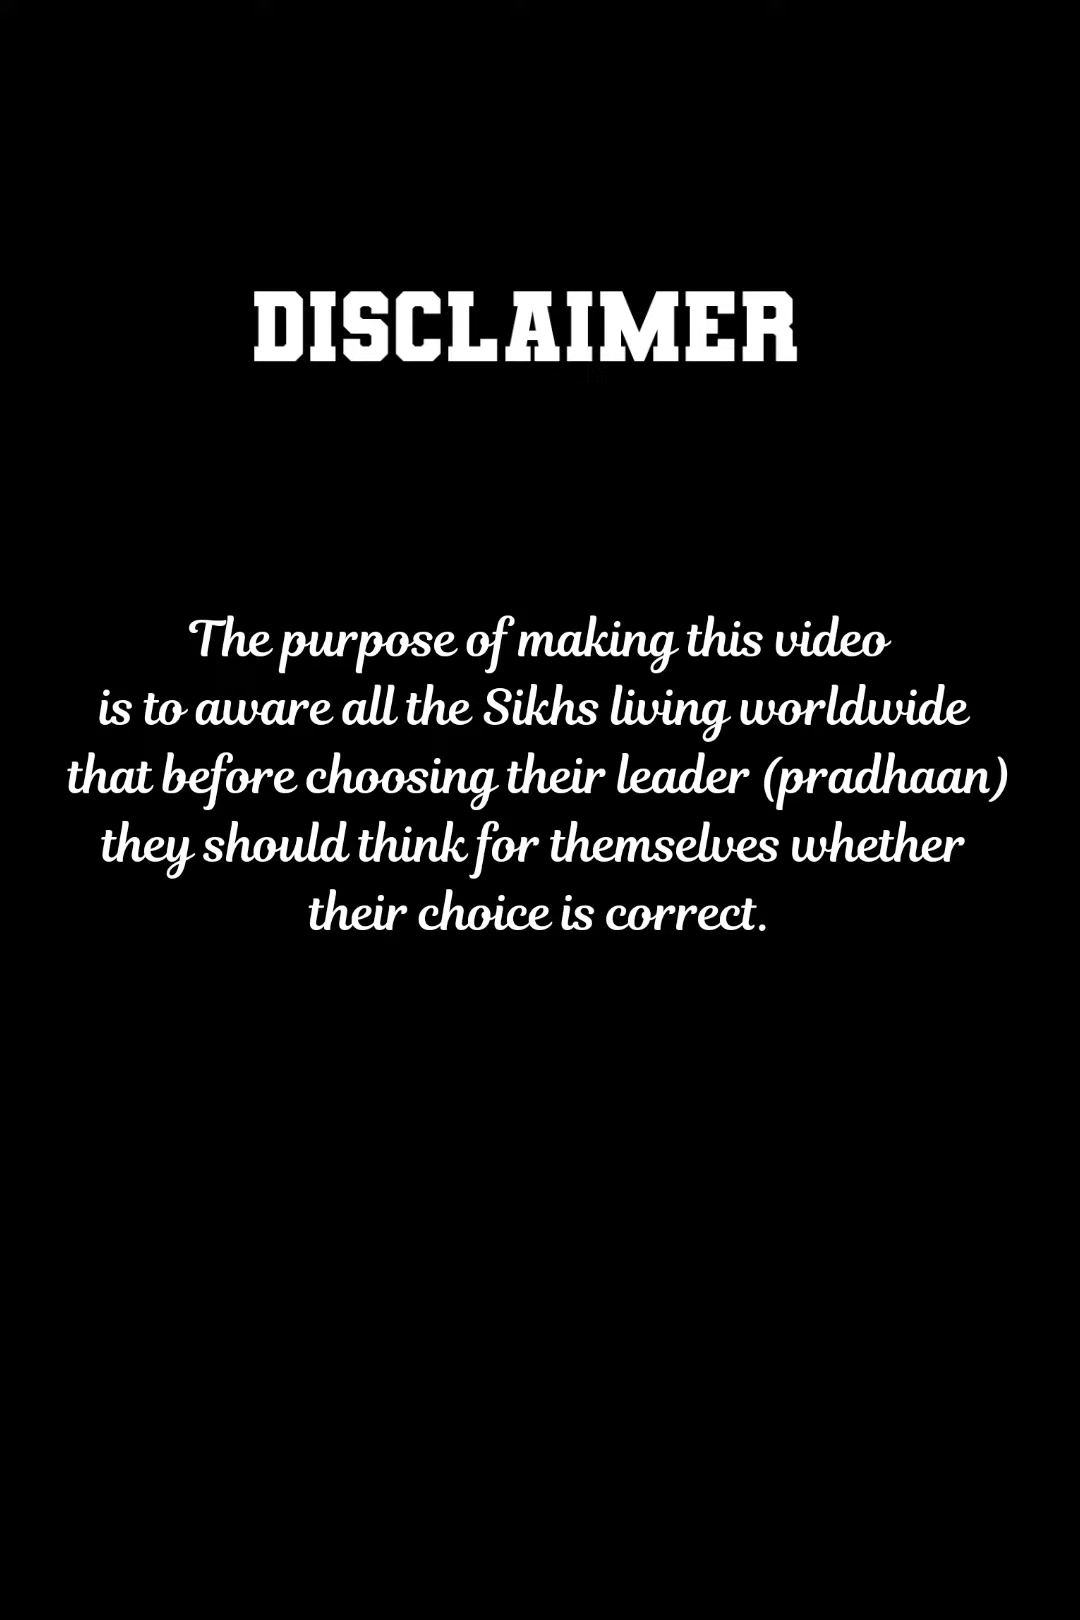 DISCLAIMER
The purpose of making this video
is to aware all the Sikhs living worldwide
that before choosing their leader (pradhaan)
they should think for themselves whether
their choice is correct.